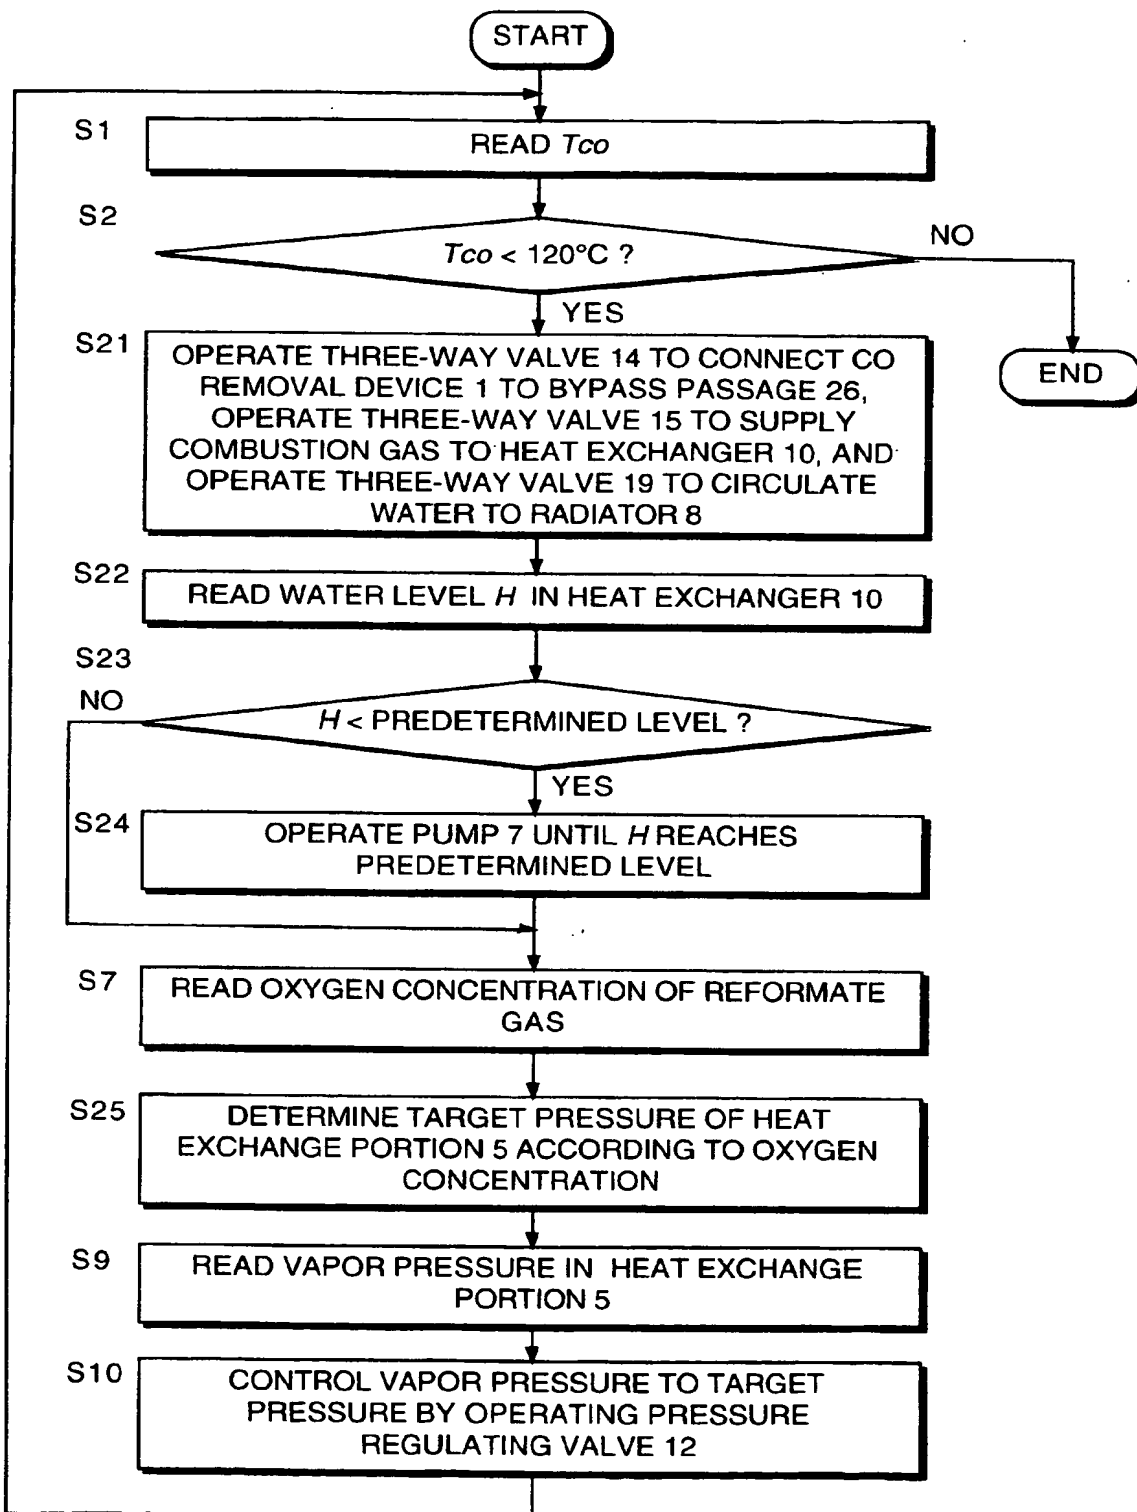 START
S1
READ Tco
S2
Tco < 120°C ?
NO
YES
S21
OPERATE THREE-WAY VALVE 14 TO CONNECT CO
REMOVAL DEVICE 1 TO BYPASS PASSAGE 26,
OPERATE THREE-WAY VALVE 15 TO SUPPLY
COMBUSTION GAS TO HEAT EXCHANGER 10, AND
OPERATE THREE-WAY VALVE 19 TO CIRCULATE
WATER TO RADIATOR 8
END
S22
READ WATER LEVEL H IN HEAT EXCHANGER 10
S23
NO
H < PREDETERMINED LEVEL ?
YES
S24
OPERATE PUMP 7 UNTIL H REACHES
PREDETERMINED LEVEL
S7
READ OXYGEN CONCENTRATION OF REFORMATE
GAS
S25
DETERMINE TARGET PRESSURE OF HEAT
EXCHANGE PORTION 5 ACCORDING TO OXYGEN
CONCENTRATION
S9
READ VAPOR PRESSURE IN HEAT EXCHANGE
PORTION 5
S10
CONTROL VAPOR PRESSURE TO TARGET
PRESSURE BY OPERATING PRESSURE
REGULATING VALVE 12